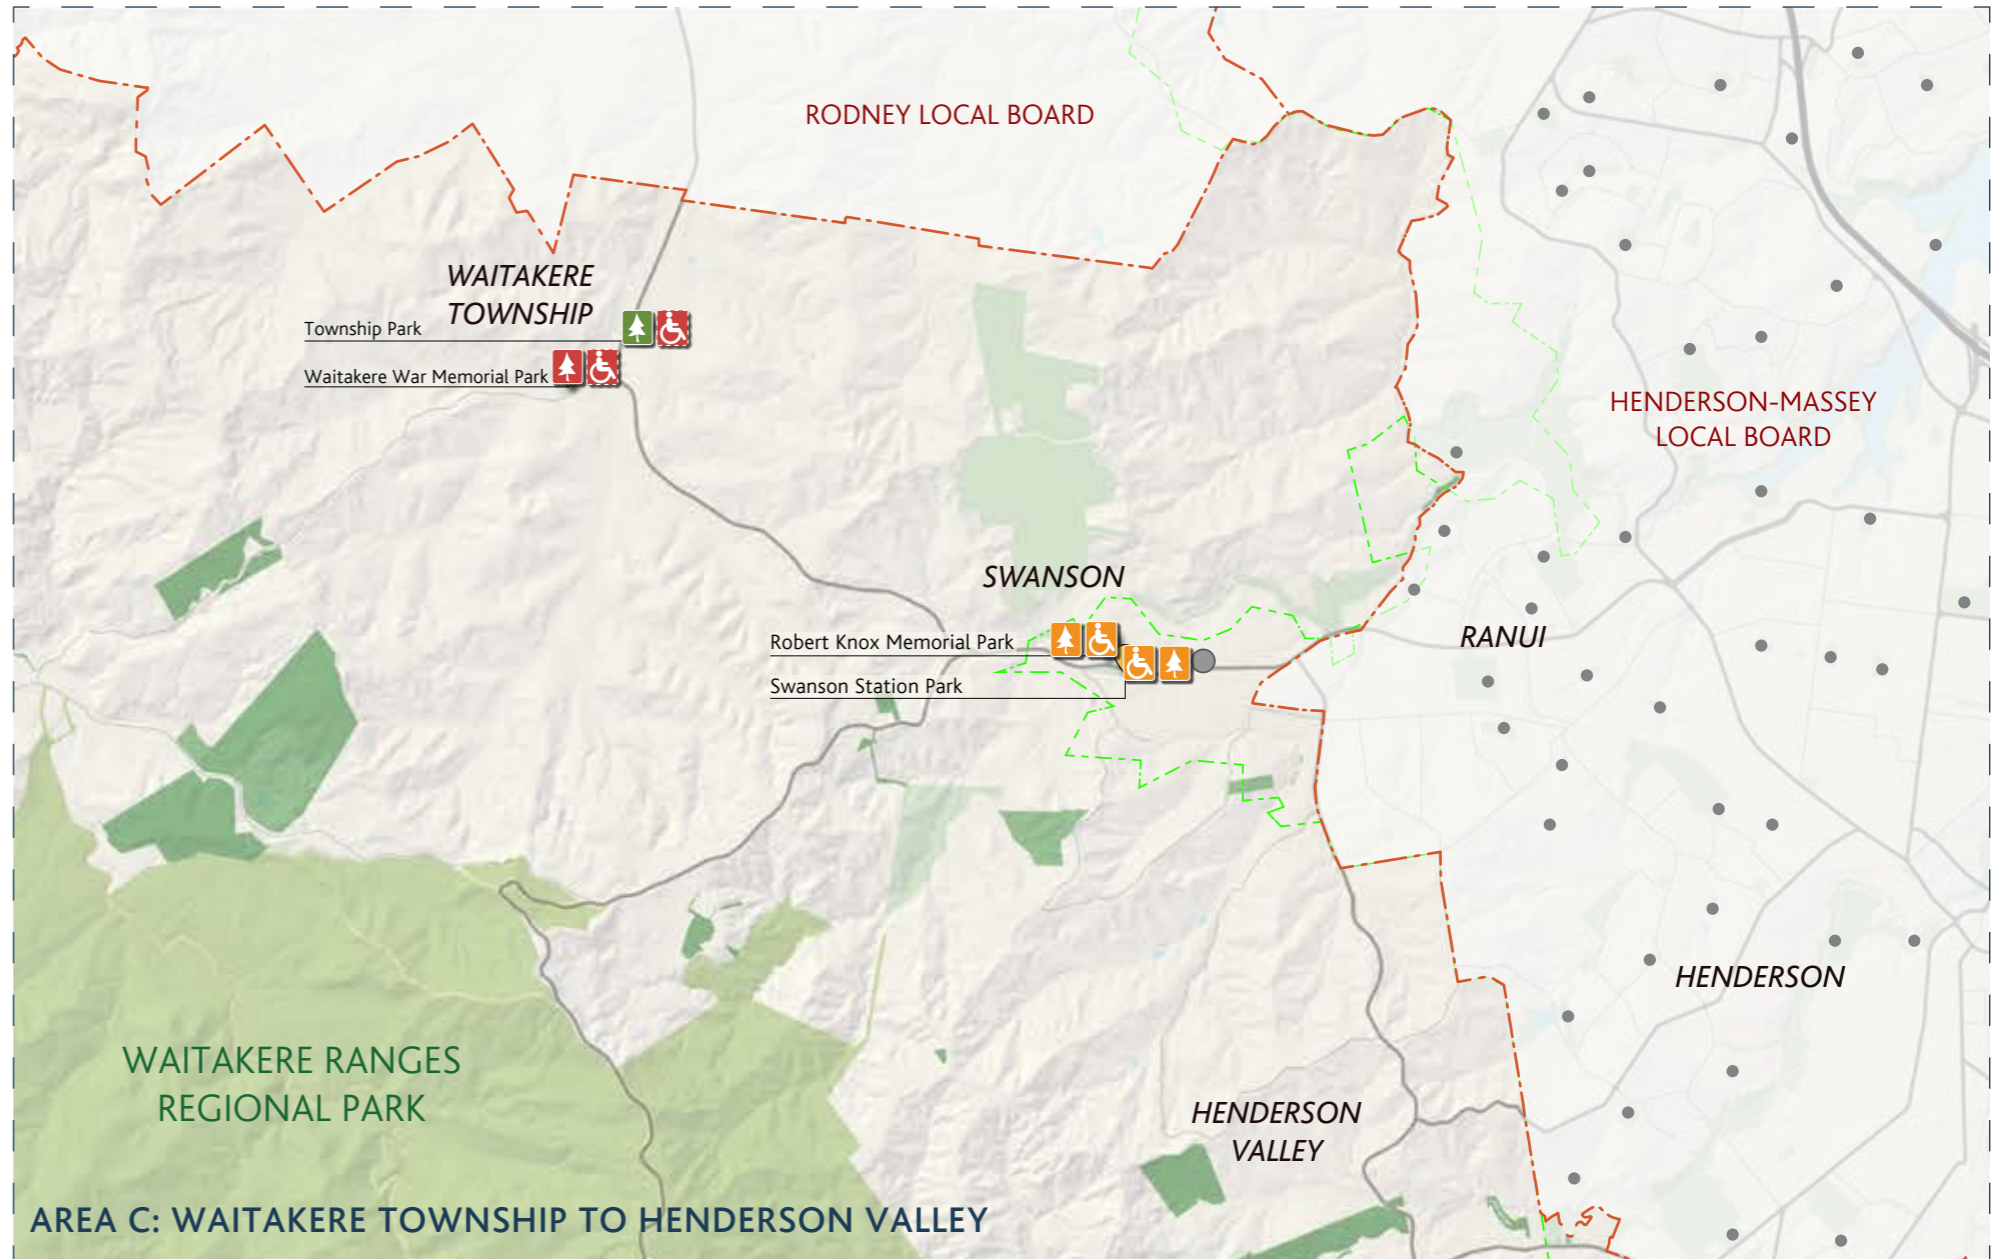 RODNEY LOCAL BOARD
WAITAKERE
TOWNSHIP
Township Park
Waitakere War Memorial Park
HENDERSON-MASSEY
LOCAL BOARD
SWANSON
Robert Knox Memorial Park
Swanson Station Park
RANUI
HENDERSON
WAITAKERE RANGES
REGIONAL PARK
HENDERSON
VALLEY
AREA C: WAITAKERE TOWNSHIP TO HENDERSON VALLEY